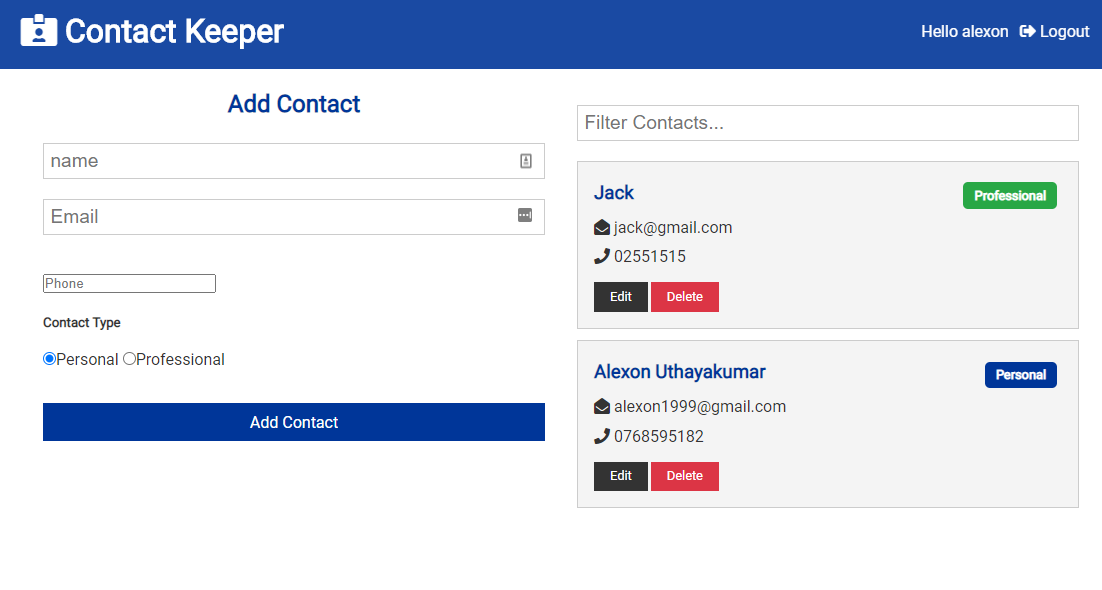 Contact Keeper
Hello alexon Logout
Add Contact
name
Email
Phone
Contact Type
Personal Professional
Add Contact
Filter Contacts...
Jack
Professional
jack@gmail.com
02551515
Edit Delete
Alexon Uthayakumar
Personal
alexon1999@gmail.com
0768595182
Edit Delete